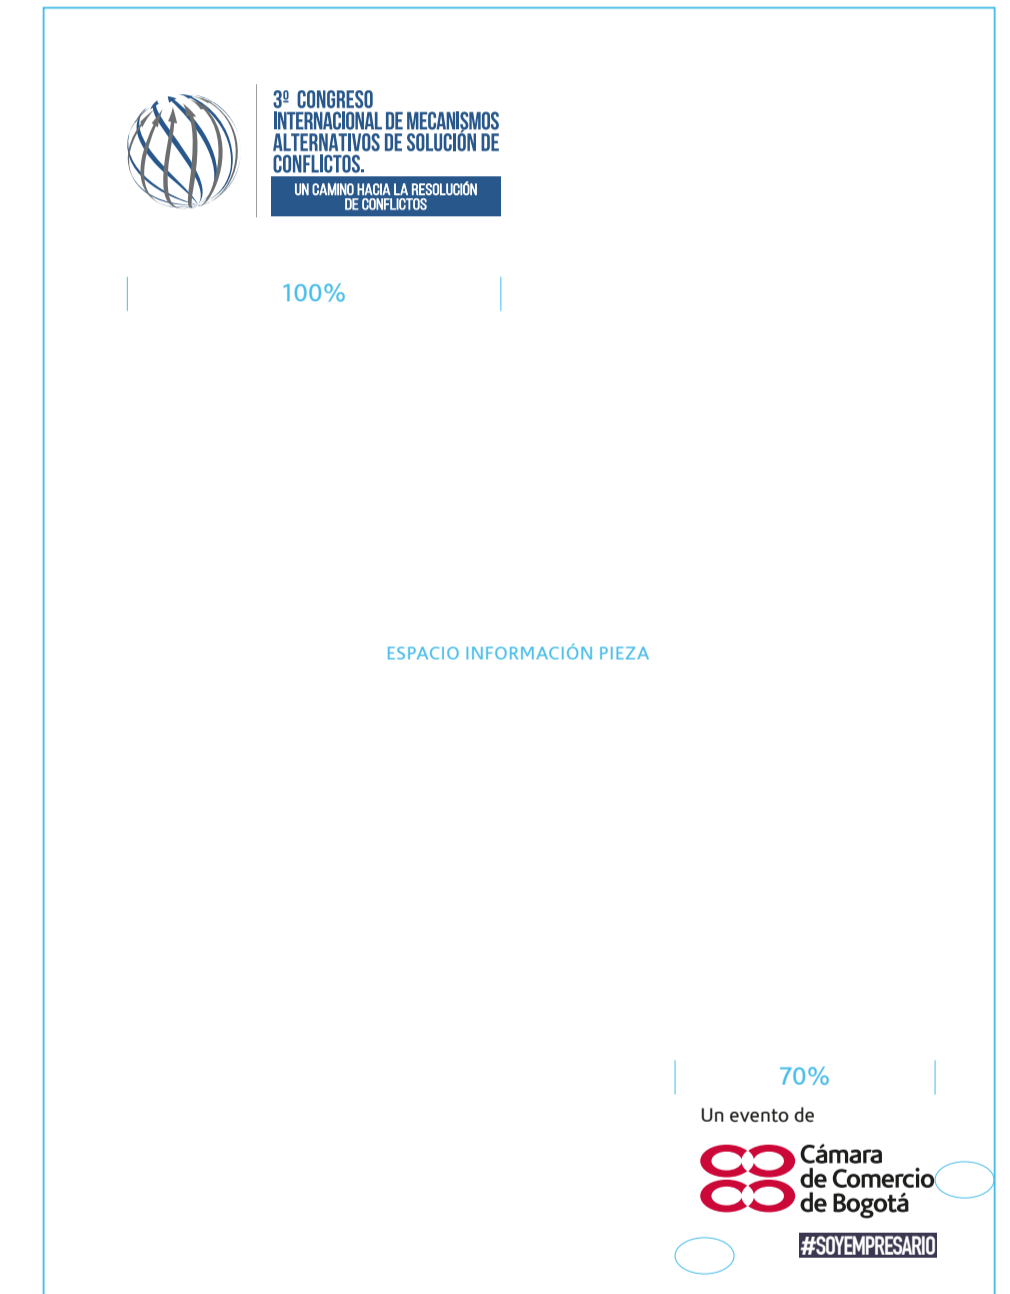 3º CONGRESO
INTERNACIONAL DE MECANISMOS
ALTERNATIVOS DE SOLUCIÓN DE
CONFLICTOS.
UN CAMINO HACIA LA RESOLUCIÓN
DE CONFLICTOS
100%
ESPACIO INFORMACIÓN PIEZA
70%
Un evento de
Cámara
de Comercio
de Bogotá
#SOYEMPRESARIO